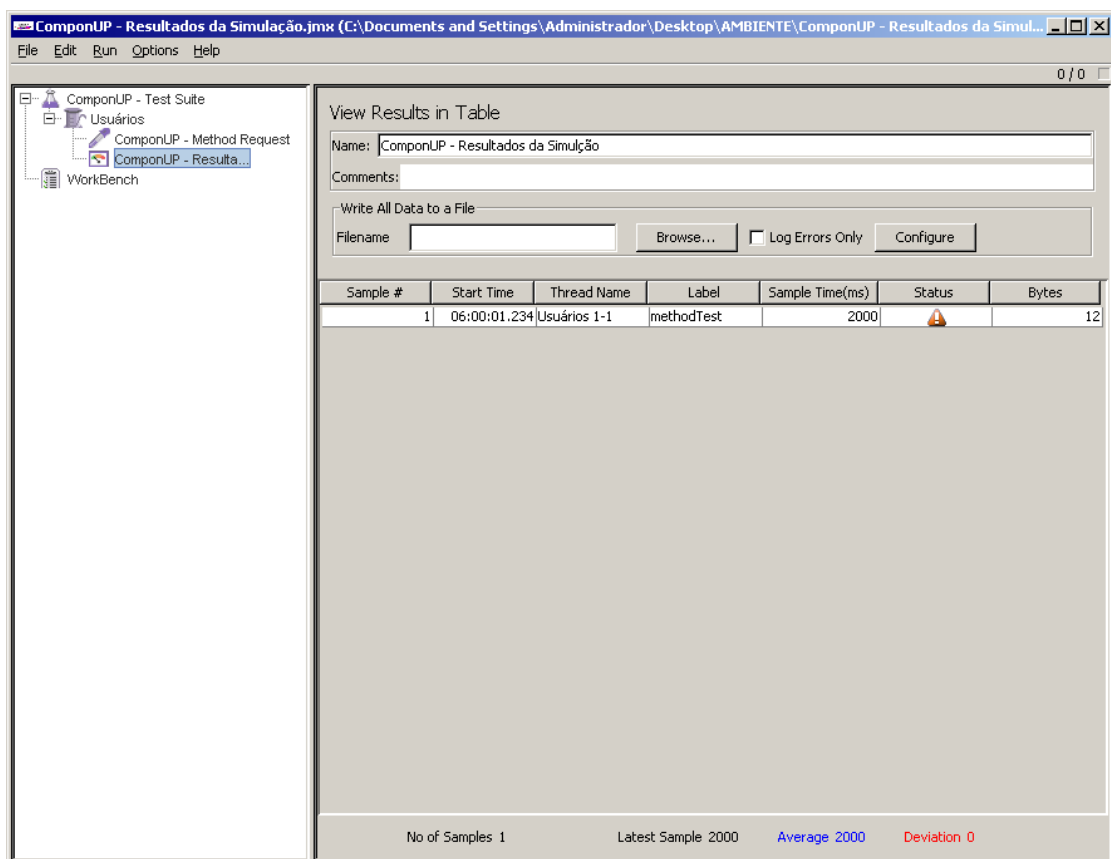 ComponUP - Resultados da Simulação.jmx (C:\Documents and Settings\Administrador\Desktop\AMBIENTE\ComponUP - Resultados da Simul...
File Edit Run Options Help
0 / 0
ComponUP - Test Suite
Usuários
ComponUP - Method Request
ComponUP - Resulta...
WorkBench
View Results in Table
Name: ComponUP - Resultados da Simulção
Comments:
Write All Data to a File
Filename Browse... Log Errors Only Configure
Sample # Start Time Thread Name Label Sample Time(ms) Status Bytes
1 06:00:01.234 Usuários 1-1 methodTest 2000 12
No of Samples 1 Latest Sample 2000 Average 2000 Deviation 0